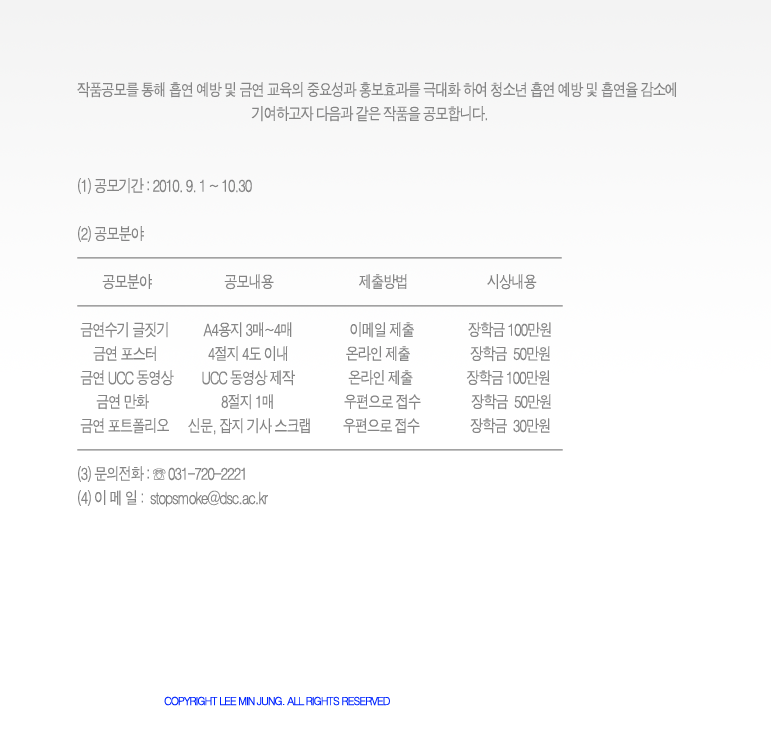 작품공모를 통해 흡연 예방 및 금연 교육의 중요성과 홍보효과를 극대화 하여 청소년 흡연 예방 및 흡연율 감소에
기여하고자 다음과 같은 작품을 공모합니다.
(1) 공모기간 : 2010. 9. 1 ~ 10.30
(2) 공모분야
공모분야 공모내용 제출방법 시상내용
금연수기 글짓기 A4용지 3매~4매 이메일 제출 장학금 100만원
금연 포스터 4절지 4도 이내 온라인 제출 장학금 50만원
금연 UCC 동영상 UCC 동영상 제작 온라인 제출 장학금 100만원
금연 만화 8절지 1매 우편으로 접수 장학금 50만원
금연 포트폴리오 신문, 잡지 기사 스크랩 우편으로 접수 장학금 30만원
(3) 문의전화 : ☏ 031-720-2221
(4) 이 메 일 : stopsmoke@dsc.ac.kr
COPYRIGHT LEE MIN JUNG. ALL RIGHTS RESERVED